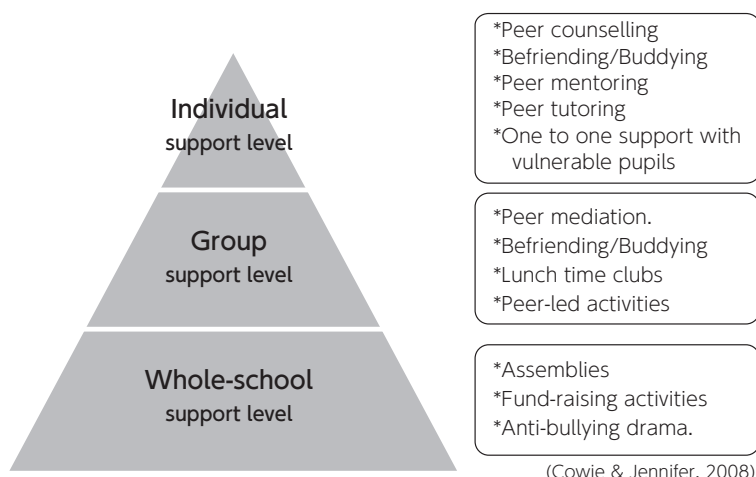 Individual
support level
*Peer counselling
*Befriending/Buddying
*Peer mentoring
*Peer tutoring
*One to one support with
vulnerable pupils
Group
support level
*Peer mediation.
*Befriending/Buddying
*Lunch time clubs
*Peer-led activities
Whole-school
support level
*Assemblies
*Fund-raising activities
*Anti-bullying drama.
(Cowie & Jennifer, 2008)